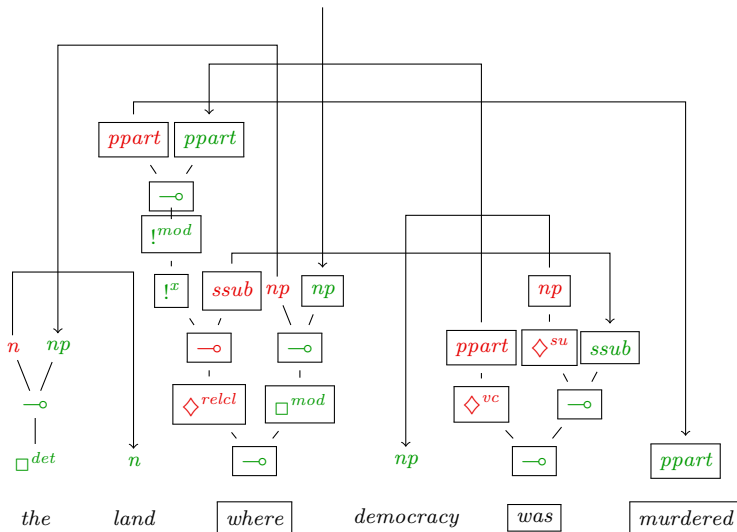 ppart ppart
⊸
!^{mod}
!^x ssub np np np
n np ⊸ ⊸ ppart ◇^{su} ssub
⊸ ◇^{relcl} □^{mod} ◇^{vc} ⊸
□^{det} n ⊸ np ⊸ ppart
the land where democracy was murdered